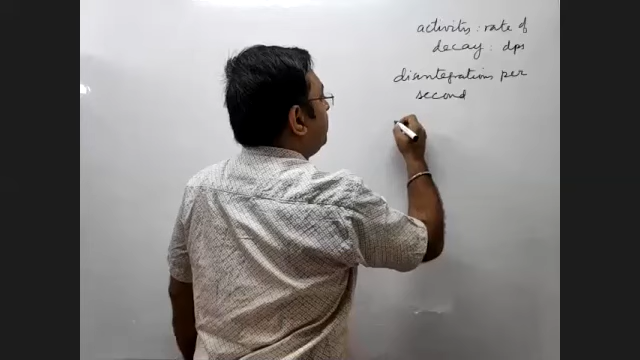 activity: rate of
decay: dps
disintegrations per
second